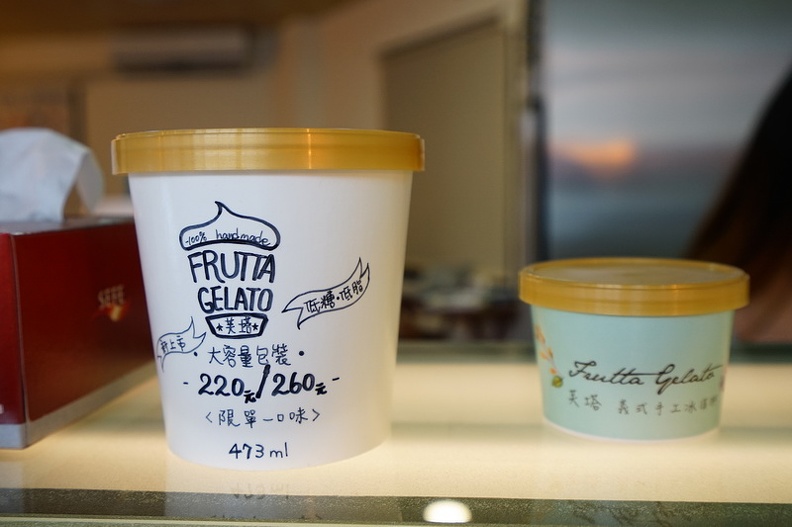 100% handmade
FRUTTA
GELATO
★芙塔★
低糖·低脂
新上市
·大容量包裝·
-220元/260元-
〈限單一口味〉
473ml
Frutta Gelato
芙塔 義式手工冰淇淋